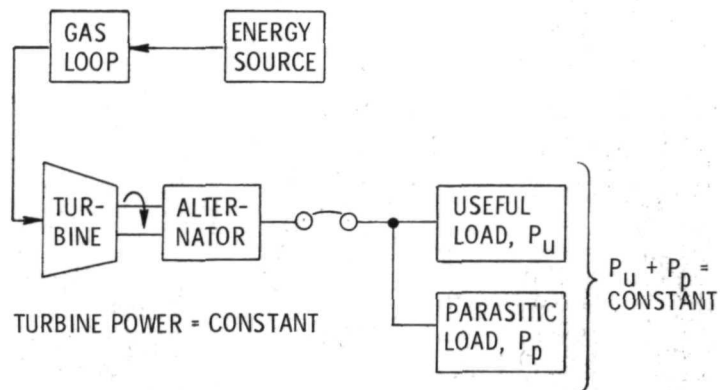 GAS
LOOP
ENERGY
SOURCE
TUR-
BINE
ALTER-
NATOR
USEFUL
LOAD, Pu
PARASITIC
LOAD, Pp
Pu + Pp =
CONSTANT
TURBINE POWER = CONSTANT